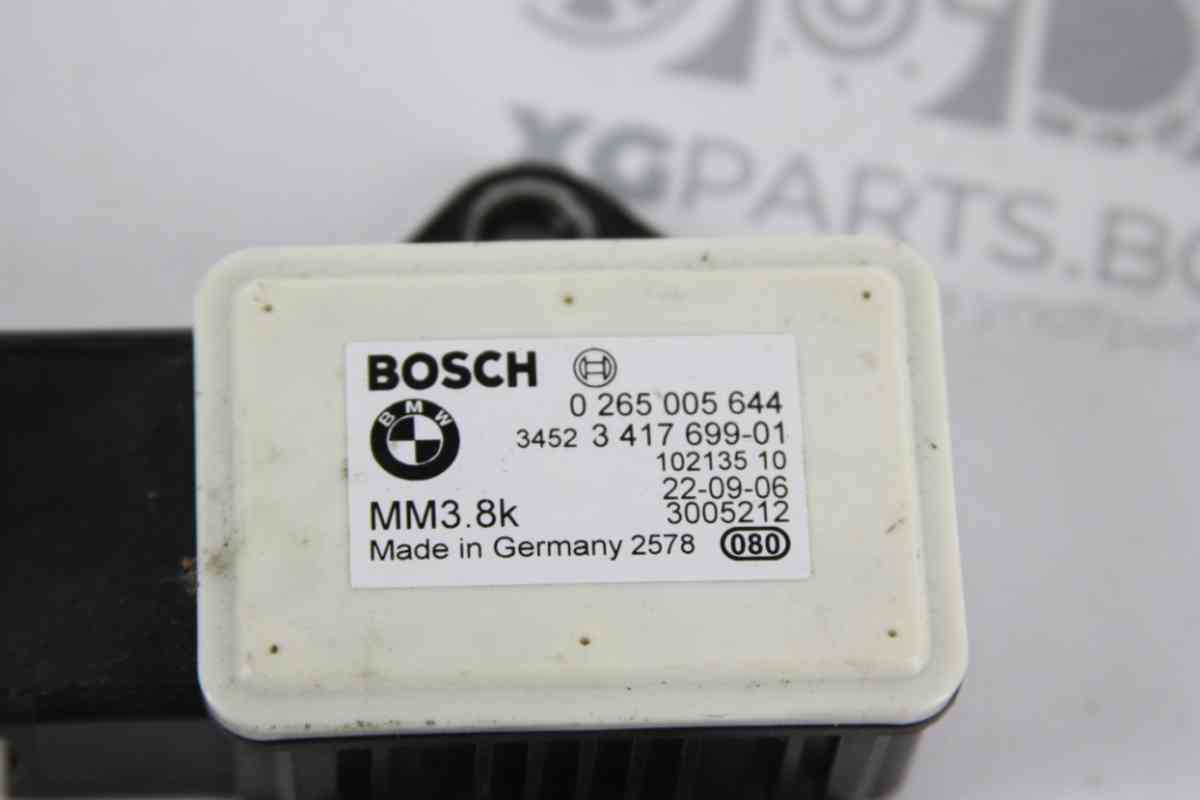 XGPARTS.BG
BOSCH
BMW
0 265 005 644
3452 3 417 699-01
102135 10
22-09-06
MM3.8k 3005212
Made in Germany 2578 080